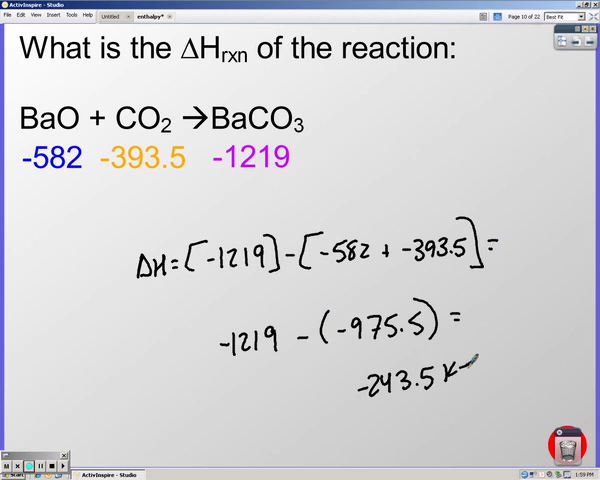 ActivInspire - Studio
File Edit View Insert Tools Help
Untitled enthalpy* Page 10 of 22 Best Fit
What is the ΔHrxn of the reaction:
BaO + CO₂ →BaCO₃
-582 -393.5 -1219
ΔH = [-1219] - [-582 + -393.5] =
-1219 - (-975.5) =
-243.5 K
Start ActivInspire - Studio 1:59 PM